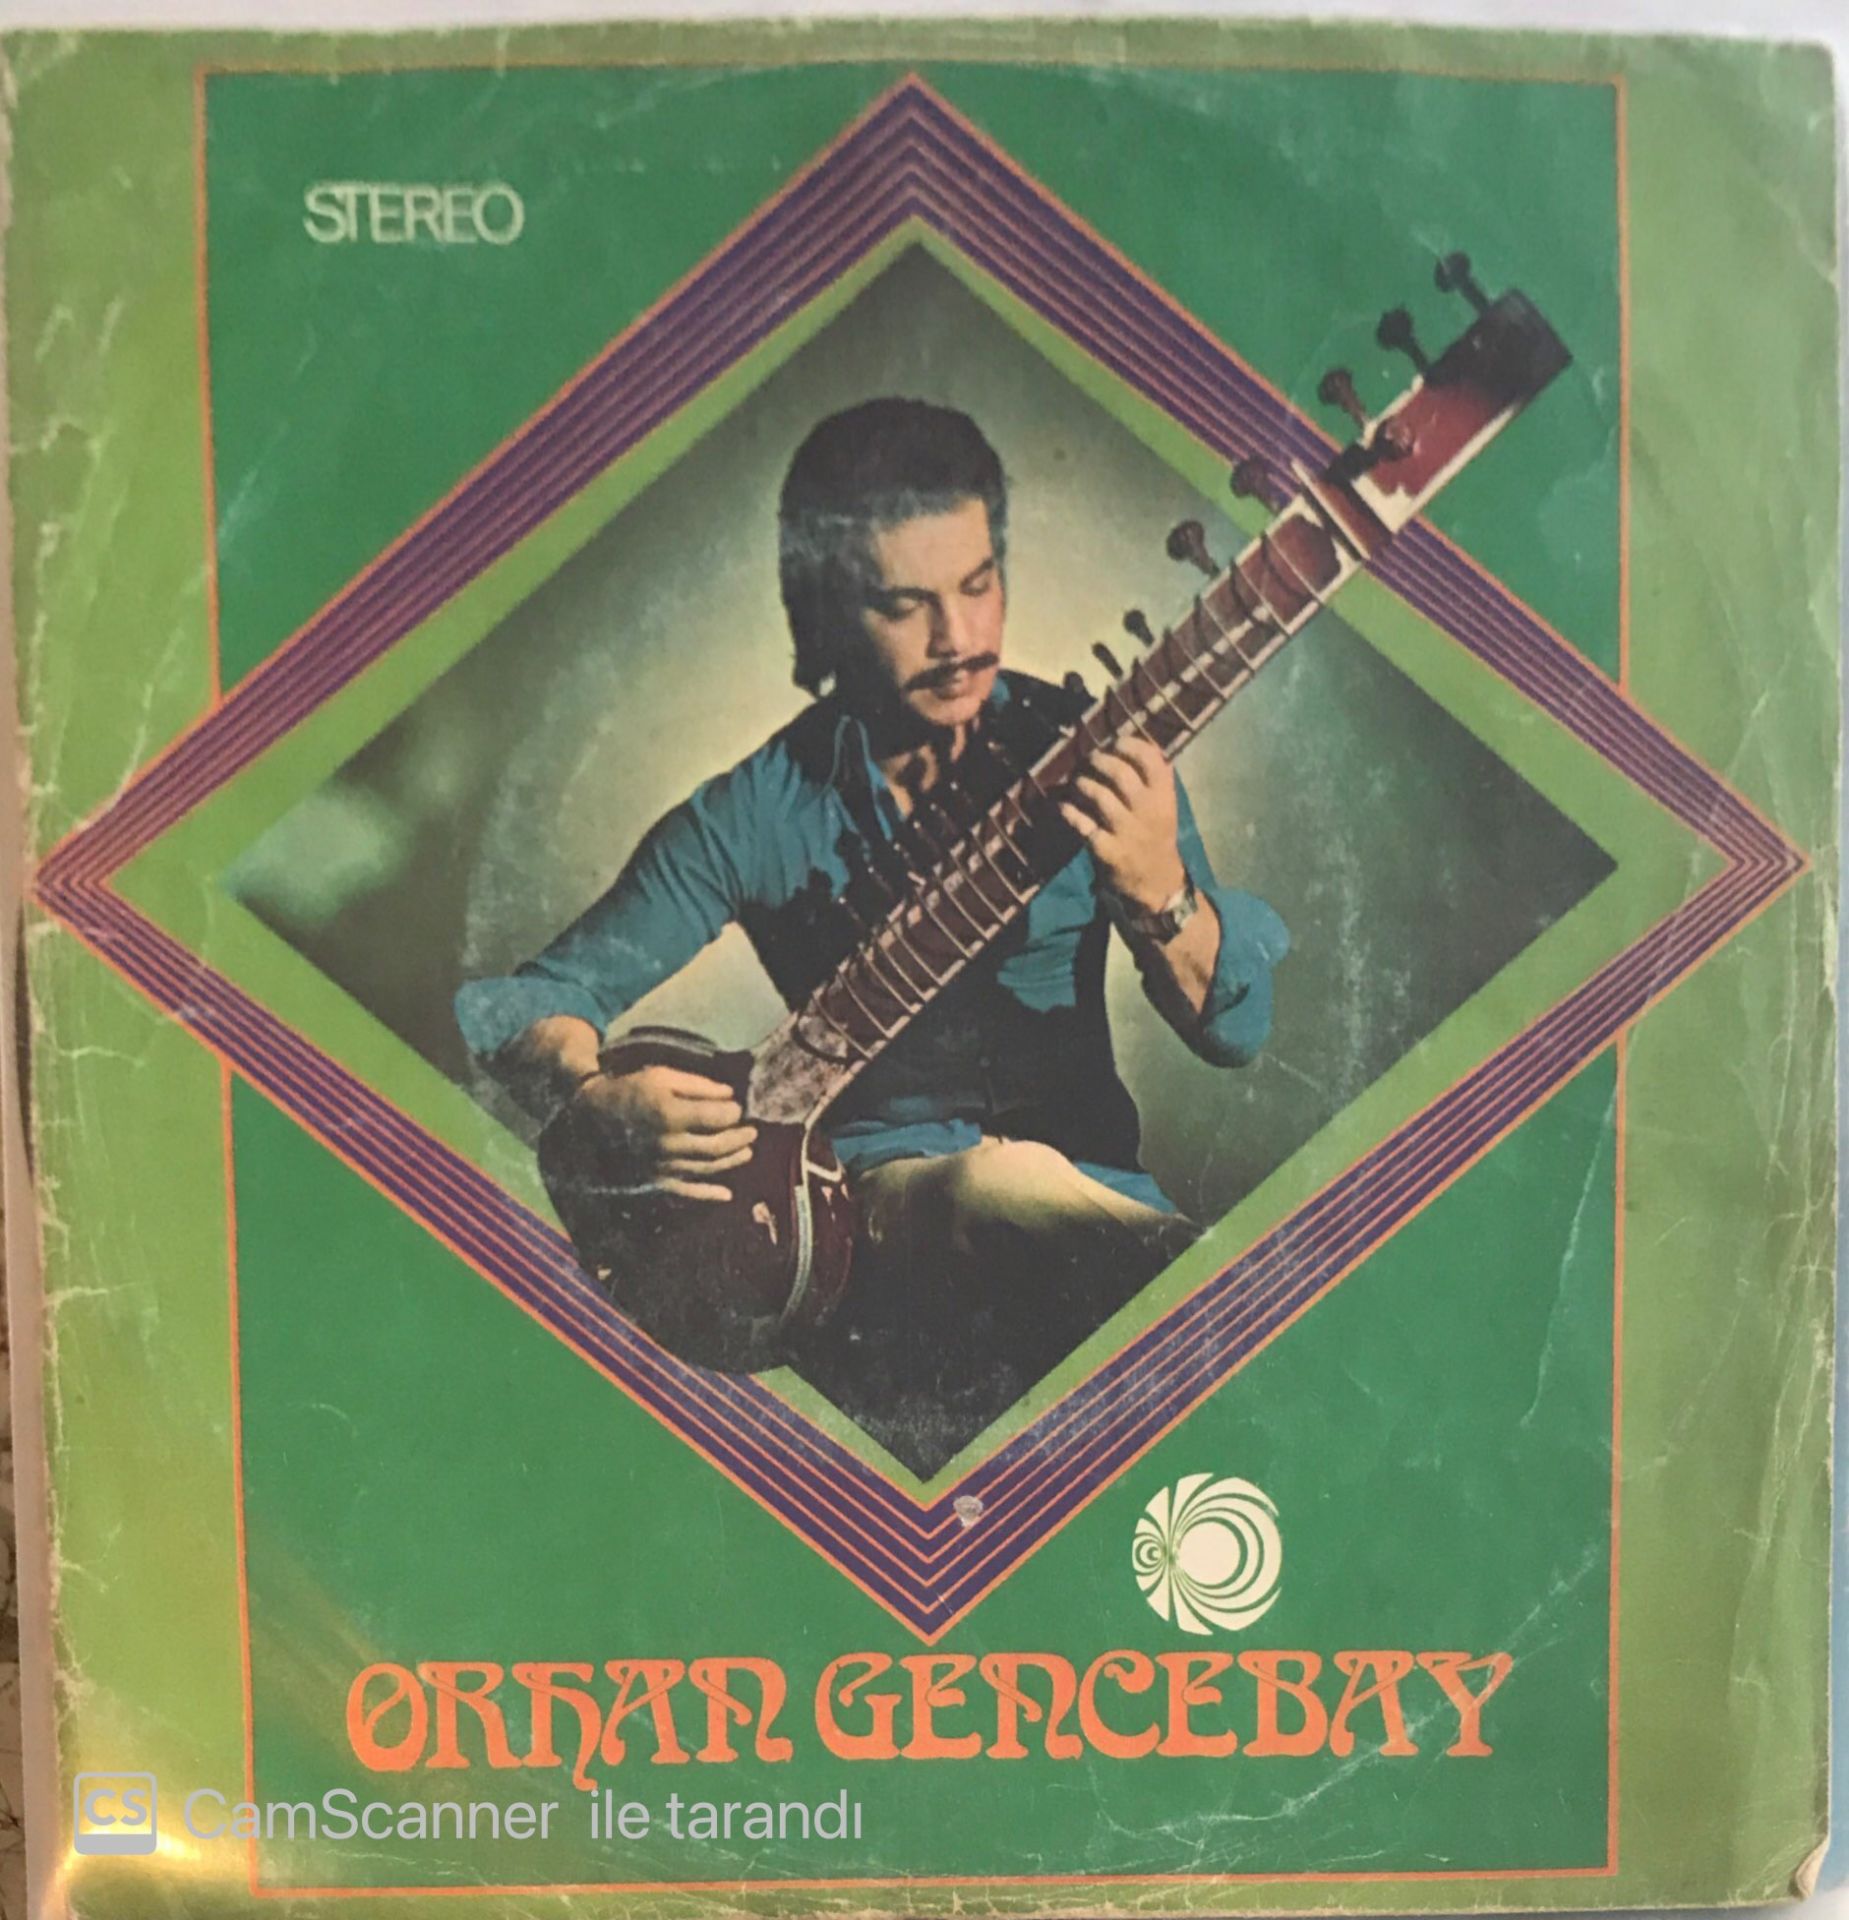 STEREO
ORHAN GENCEBAY
CS CamScanner ile tarandı